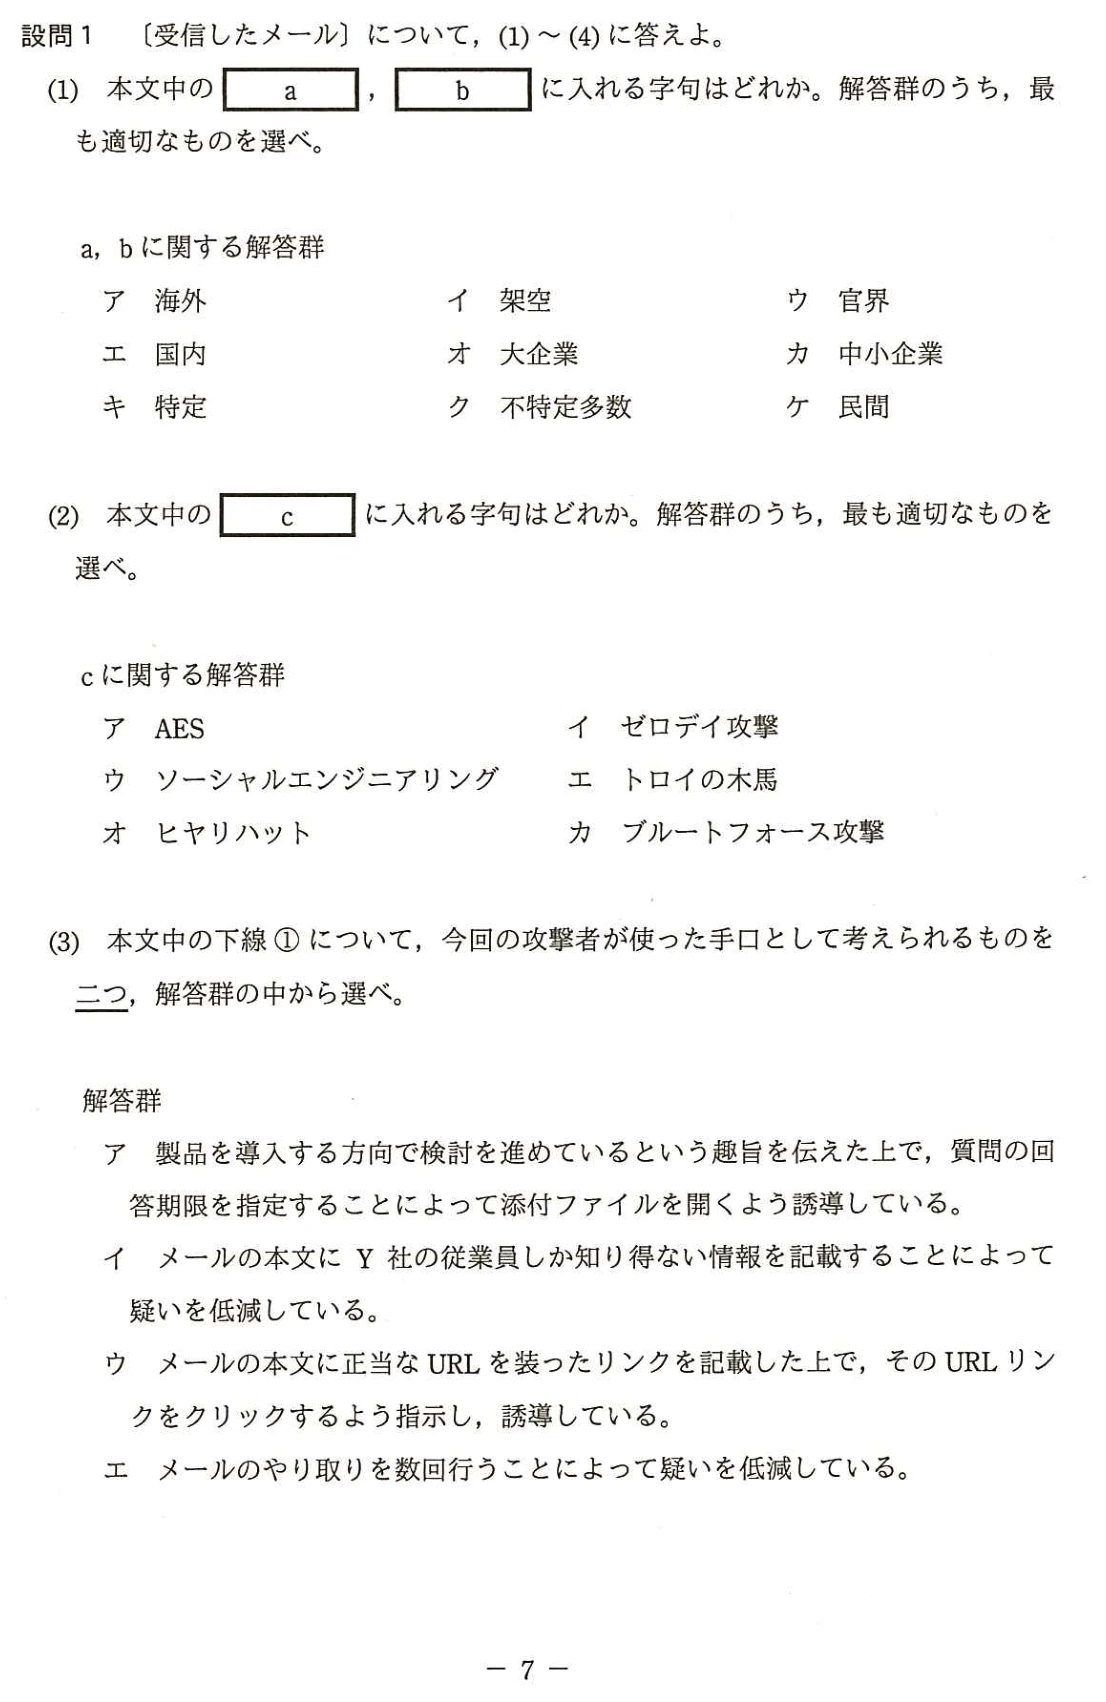 設問1 〔受信したメール〕について，(1)～(4)に答えよ。
(1) 本文中の a ， b に入れる字句はどれか。解答群のうち，最
も適切なものを選べ。
a，bに関する解答群
ア 海外 イ 架空 ウ 官界
エ 国内 オ 大企業 カ 中小企業
キ 特定 ク 不特定多数 ケ 民間
(2) 本文中の c に入れる字句はどれか。解答群のうち，最も適切なものを
選べ。
cに関する解答群
ア AES イ ゼロデイ攻撃
ウ ソーシャルエンジニアリング エ トロイの木馬
オ ヒヤリハット カ ブルートフォース攻撃
(3) 本文中の下線①について，今回の攻撃者が使った手口として考えられるものを
二つ，解答群の中から選べ。
解答群
ア 製品を導入する方向で検討を進めているという趣旨を伝えた上で，質問の回
答期限を指定することによって添付ファイルを開くよう誘導している。
イ メールの本文に Y 社の従業員しか知り得ない情報を記載することによって
疑いを低減している。
ウ メールの本文に正当な URL を装ったリンクを記載した上で，その URL リン
クをクリックするよう指示し，誘導している。
エ メールのやり取りを数回行うことによって疑いを低減している。
－ 7 －